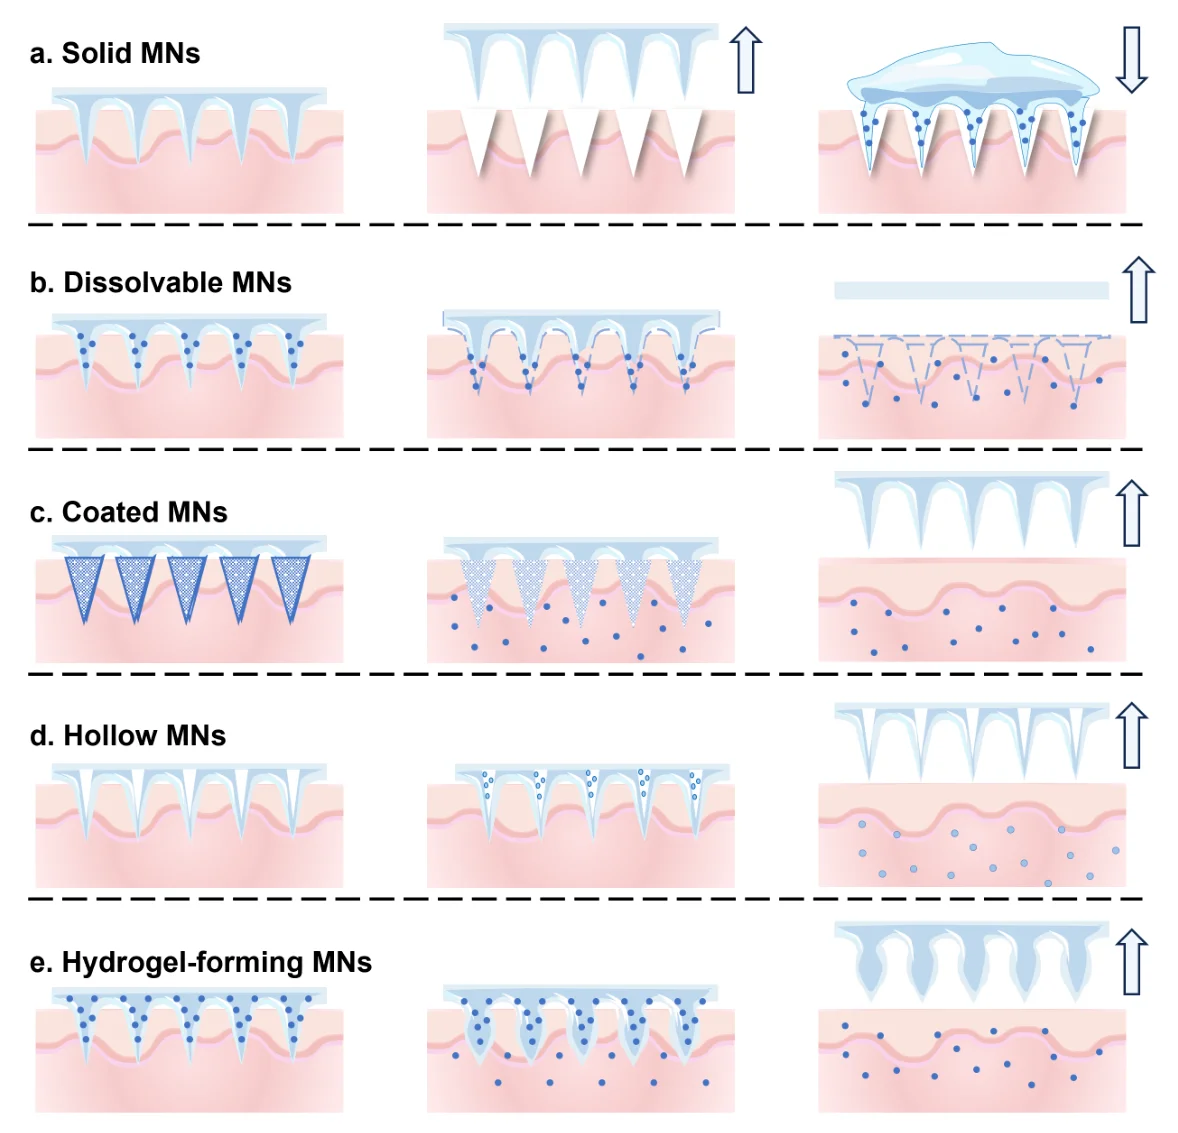 a. Solid MNs
b. Dissolvable MNs
c. Coated MNs
d. Hollow MNs
e. Hydrogel-forming MNs